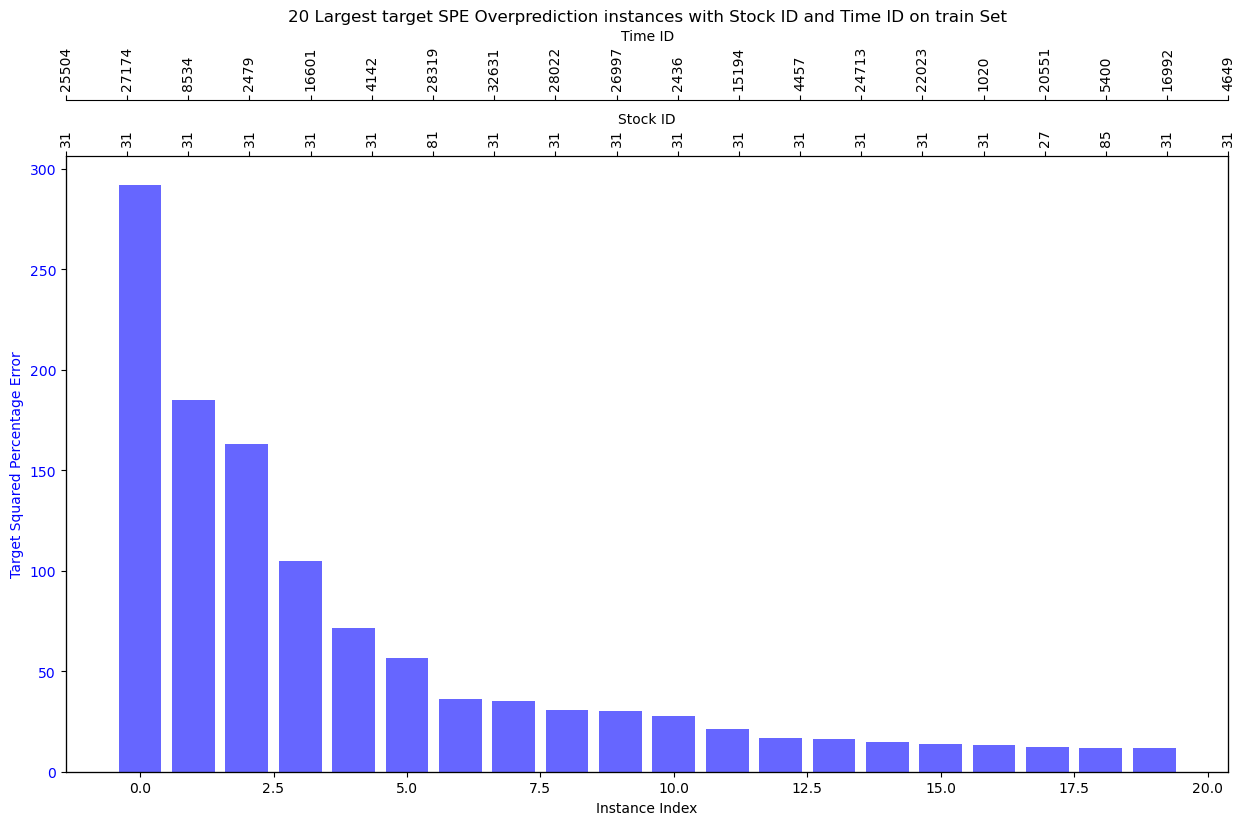 20 Largest target SPE Overprediction instances with Stock ID and Time ID on train Set
Time ID
25504 27174 8534 2479 16601 4142 28319 32631 28022 26997 2436 15194 4457 24713 22023 1020 20551 5400 16992 4649
Stock ID
31 31 31 31 31 31 81 31 31 31 31 31 31 31 31 31 27 85 31 31
300
250
200
150
100
50
0
Target Squared Percentage Error
0.0 2.5 5.0 7.5 10.0 12.5 15.0 17.5 20.0
Instance Index